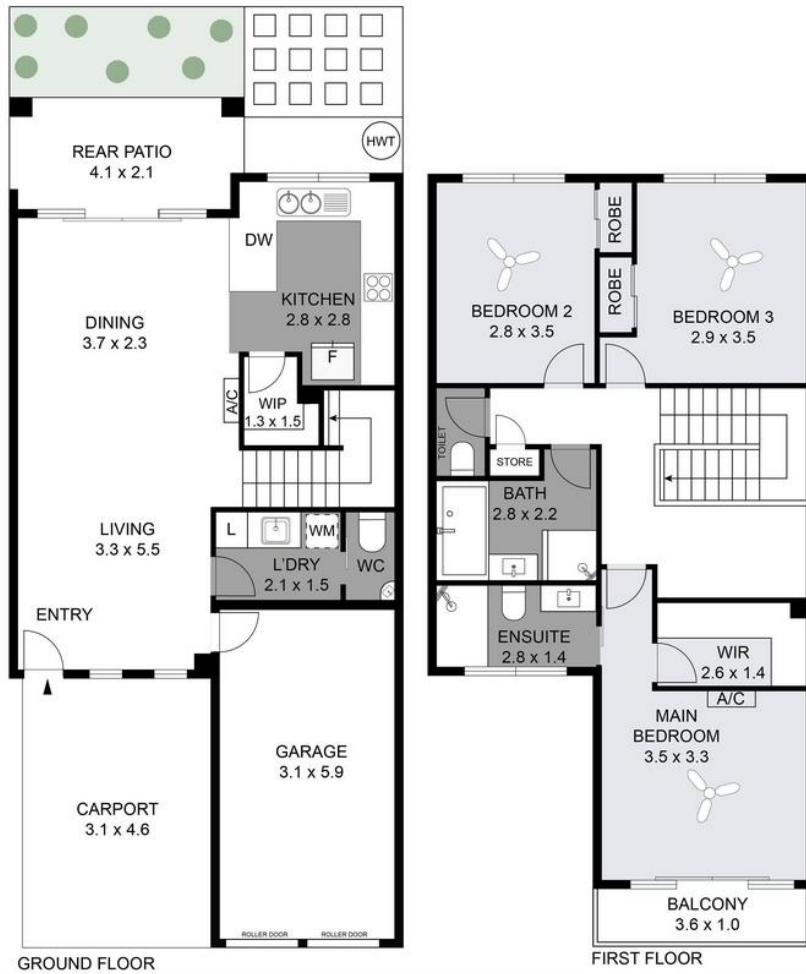 REAR PATIO
4.1 x 2.1
HWT
DW
KITCHEN
2.8 x 2.8
F
DINING
3.7 x 2.3
A/C
WIP
1.3 x 1.5
LIVING
3.3 x 5.5
L
WM
L'DRY
2.1 x 1.5
WC
ENTRY
GARAGE
3.1 x 5.9
CARPORT
3.1 x 4.6
ROLLER DOOR
ROLLER DOOR
GROUND FLOOR
BEDROOM 2
2.8 x 3.5
ROBE
ROBE
BEDROOM 3
2.9 x 3.5
TOILET
STORE
BATH
2.8 x 2.2
ENSUITE
2.8 x 1.4
WIR
2.6 x 1.4
A/C
MAIN
BEDROOM
3.5 x 3.3
BALCONY
3.6 x 1.0
FIRST FLOOR